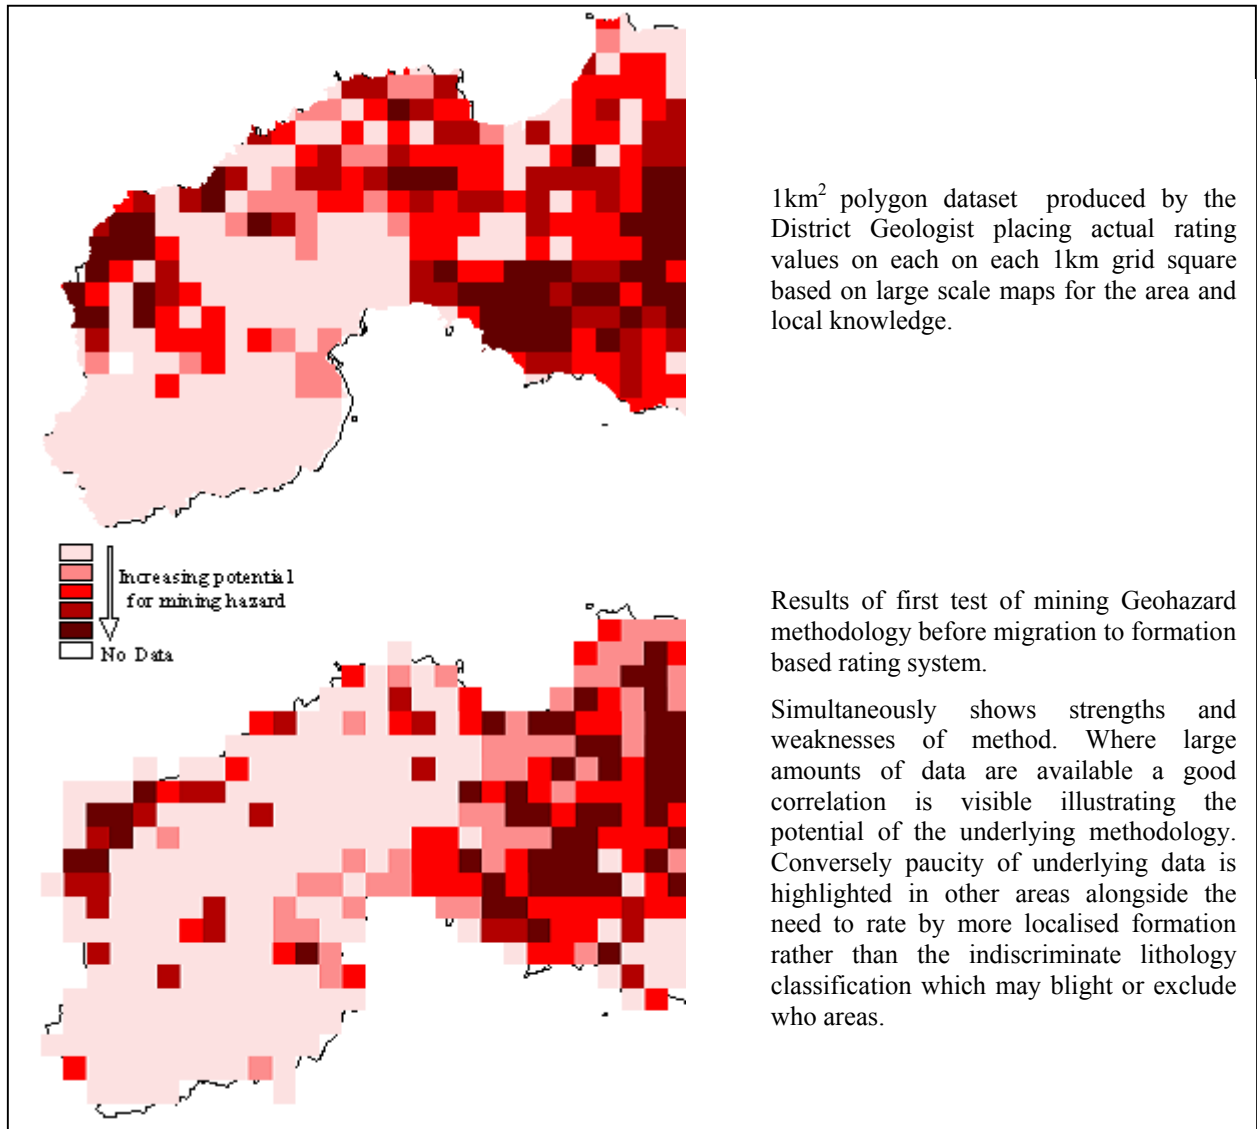 1km² polygon dataset produced by the
District Geologist placing actual rating
values on each on each 1km grid square
based on large scale maps for the area and
local knowledge.
Increasing potential
for mining hazard
No Data
Results of first test of mining Geohazard
methodology before migration to formation
based rating system.
Simultaneously shows strengths and
weaknesses of method. Where large
amounts of data are available a good
correlation is visible illustrating the
potential of the underlying methodology.
Conversely paucity of underlying data is
highlighted in other areas alongside the
need to rate by more localised formation
rather than the indiscriminate lithology
classification which may blight or exclude
who areas.